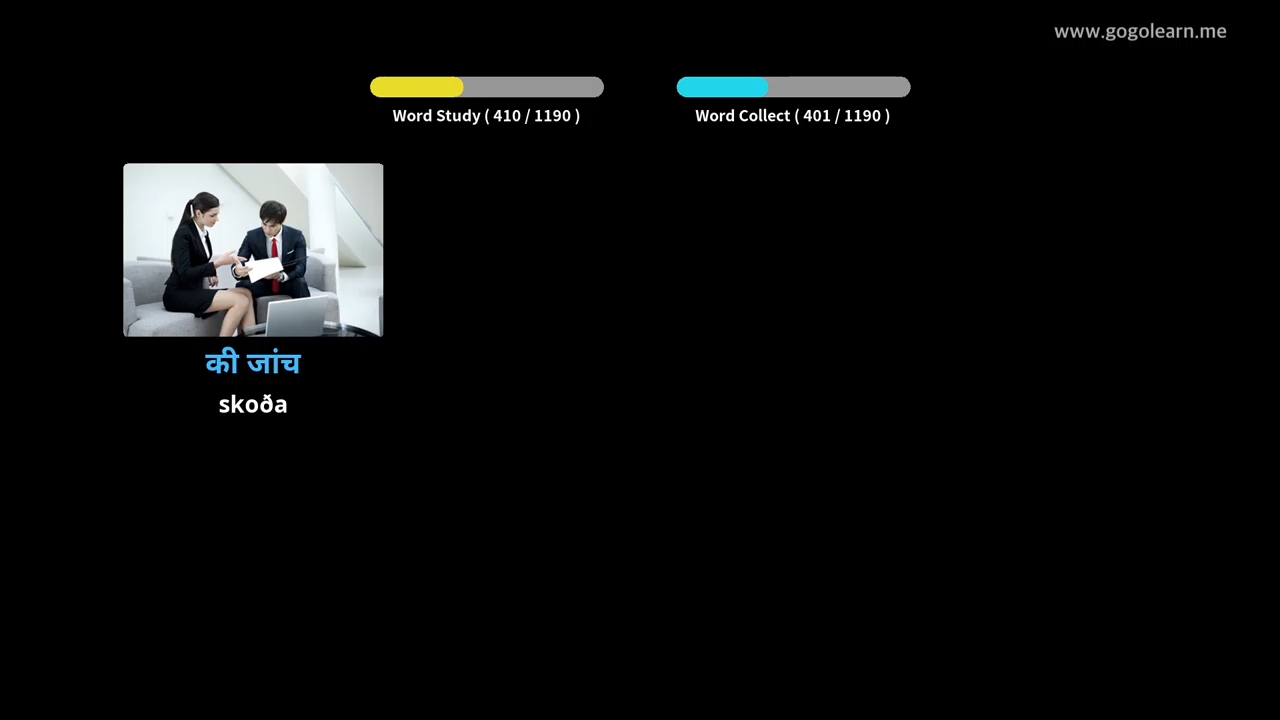 www.gogolearn.me
Word Study ( 410 / 1190 )
Word Collect ( 401 / 1190 )
की जांच
skoða